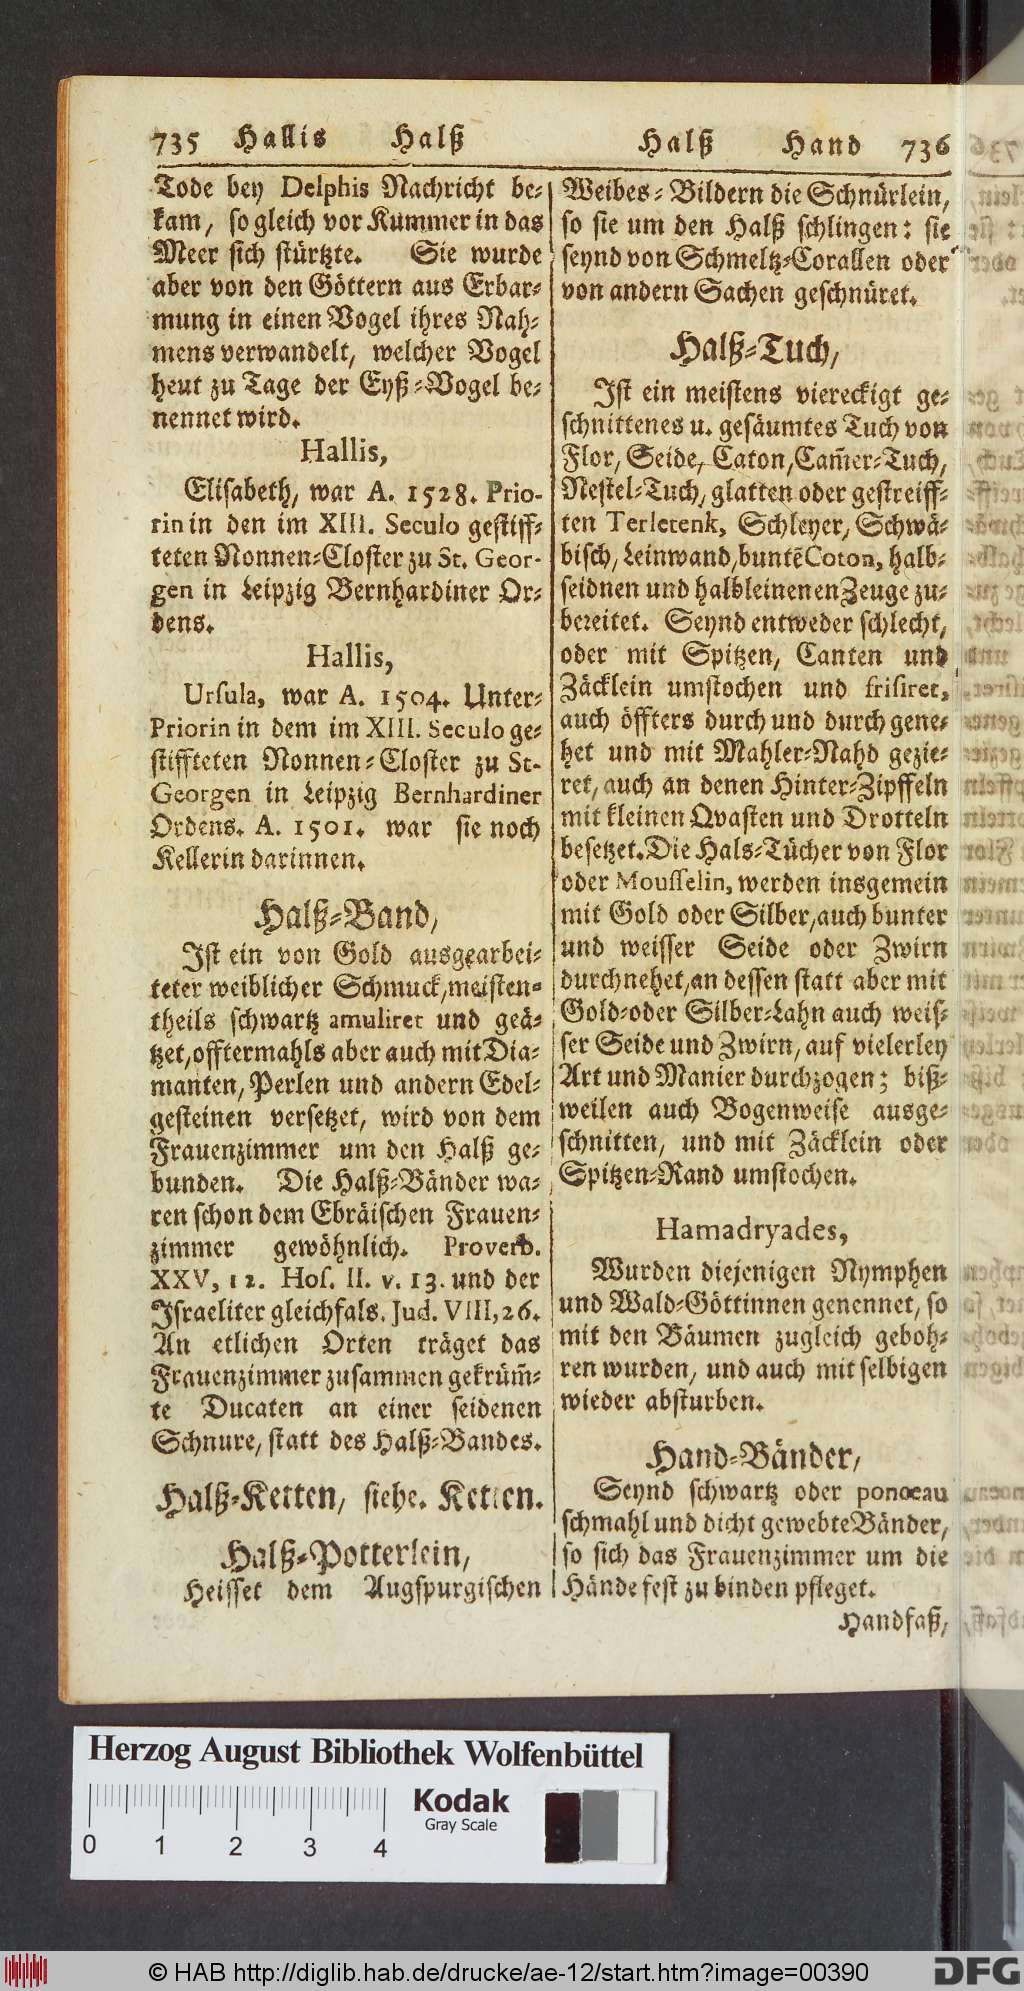 735 Hallis Halß
Halß Hand 736
Tode bey Delphis Nachricht be-
kam, so gleich vor Kummer in das
Meer sich stürtzte. Sie wurde
aber von den Göttern aus Erbar-
mung in einen Vogel ihres Nah-
mens verwandelt, welcher Vogel
heut zu Tage der Eyß-Vogel be-
nennet wird.
Hallis,
Elisabeth, war A. 1528. Prio-
rin in den im XIII. Seculo gestiff-
teten Nonnen-Closter zu St. Geor-
gen in Leipzig Bernhardiner Or-
dens.
Hallis,
Ursula, war A. 1504. Unter-
Priorin in dem im XIII. Seculo ge-
stiffteten Nonnen-Closter zu St-
Georgen in Leipzig Bernhardiner
Ordens. A. 1501. war sie noch
Kellerin darinnen.
Halß-Band,
Ist ein von Gold ausgearbei-
teter weiblicher Schmuck, meisten-
theils schwartz amuliret und geä-
tzet, offtermahls aber auch mit Dia-
manten, Perlen und andern Edel-
gesteinen versetzet, wird von dem
Frauenzimmer um den Halß ge-
bunden. Die Halß-Bänder wa-
ren schon dem Ebräischen Frauen-
zimmer gewöhnlich. Proverb.
XXV, 12. Hos. II. v. 13. und der
Israeliter gleichfals. Jud. VIII, 26.
An etlichen Orten träget das
Frauenzimmer zusammen gekrüm̄-
te Ducaten an einer seidenen
Schnure, statt des Halß-Bandes.
Halß-Ketten, siehe. Ketten.
Halß-Potterlein,
Heisset dem Augspurgischen
Weibes-Bildern die Schnürlein,
so sie um den Halß schlingen: sie
seynd von Schmeltz-Corallen oder
von andern Sachen geschnüret.
Halß-Tuch,
Ist ein meistens viereckigt ge-
schnittenes u. gesäumtes Tuch von
Flor, Seide, Caton, Cam̄er-Tuch,
Nestel-Tuch, glatten oder gestreiff-
ten Terletenk, Schleyer, Schwä-
bisch, Leinwand, buntē Coton, halb-
seidnen und halbleinenen Zeuge zu-
bereitet. Seynd entweder schlecht,
oder mit Spitzen, Canten und
Zäcklein umstochen und frisiret,
auch öffters durch und durch gene-
het und mit Mahler-Nahd gezie-
ret, auch an denen Hinter-Zipffeln
mit kleinen Qvasten und Drotteln
besetzet. Die Hals-Tücher von Flor
oder Mousselin, werden insgemein
mit Gold oder Silber, auch bunter
und weisser Seide oder Zwirn
durchnehet, an dessen statt aber mit
Gold-oder Silber-Lahn auch weis-
ser Seide und Zwirn, auf vielerley
Art und Manier durchzogen; biß-
weilen auch Bogenweise ausge-
schnitten, und mit Zäcklein oder
Spitzen-Rand umstochen.
Hamadryades,
Wurden diejenigen Nymphen
und Wald-Göttinnen genennet, so
mit den Bäumen zugleich geboh-
ren wurden, und auch mit selbigen
wieder absturben.
Hand-Bänder,
Seynd schwartz oder ponceau
schmahl und dicht gewebte Bänder,
so sich das Frauenzimmer um die
Hände fest zu binden pfleget.
Handfaß,
Herzog August Bibliothek Wolfenbüttel
Kodak
Gray Scale
0 1 2 3 4
© HAB http://diglib.hab.de/drucke/ae-12/start.htm?image=00390
DFG